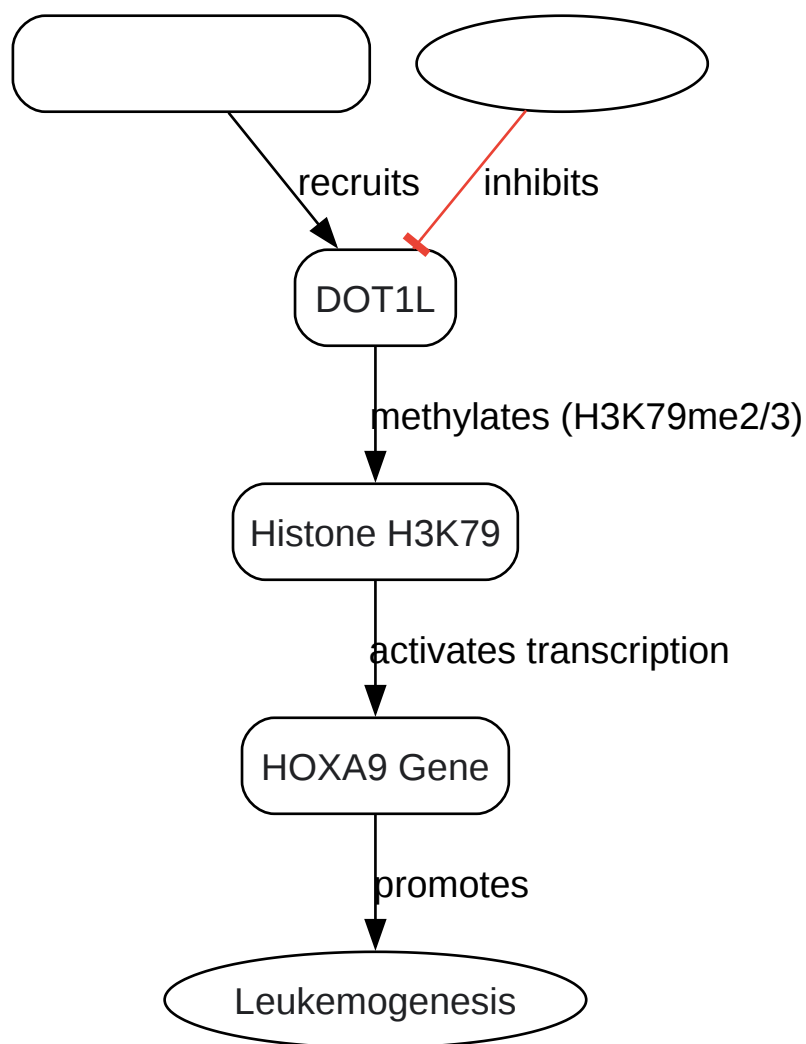 recruits
inhibits
DOT1L
methylates (H3K79me2/3)
Histone H3K79
activates transcription
HOXA9 Gene
promotes
Leukemogenesis